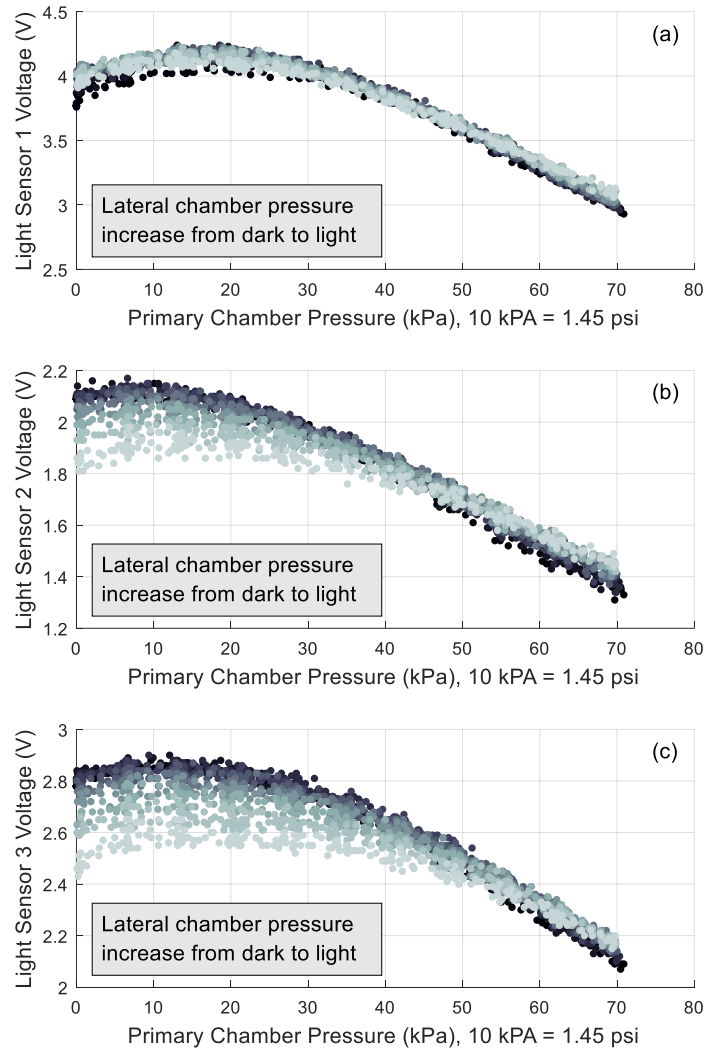 (a)
4.5
4
3.5
3
2.5
Light Sensor 1 Voltage (V)
Lateral chamber pressure
increase from dark to light
0 10 20 30 40 50 60 70 80
Primary Chamber Pressure (kPa), 10 kPA = 1.45 psi
(b)
2.2
2
1.8
1.6
1.4
1.2
Light Sensor 2 Voltage (V)
Lateral chamber pressure
increase from dark to light
0 10 20 30 40 50 60 70 80
Primary Chamber Pressure (kPa), 10 kPA = 1.45 psi
(c)
3
2.8
2.6
2.4
2.2
2
Light Sensor 3 Voltage (V)
Lateral chamber pressure
increase from dark to light
0 10 20 30 40 50 60 70 80
Primary Chamber Pressure (kPa), 10 kPA = 1.45 psi